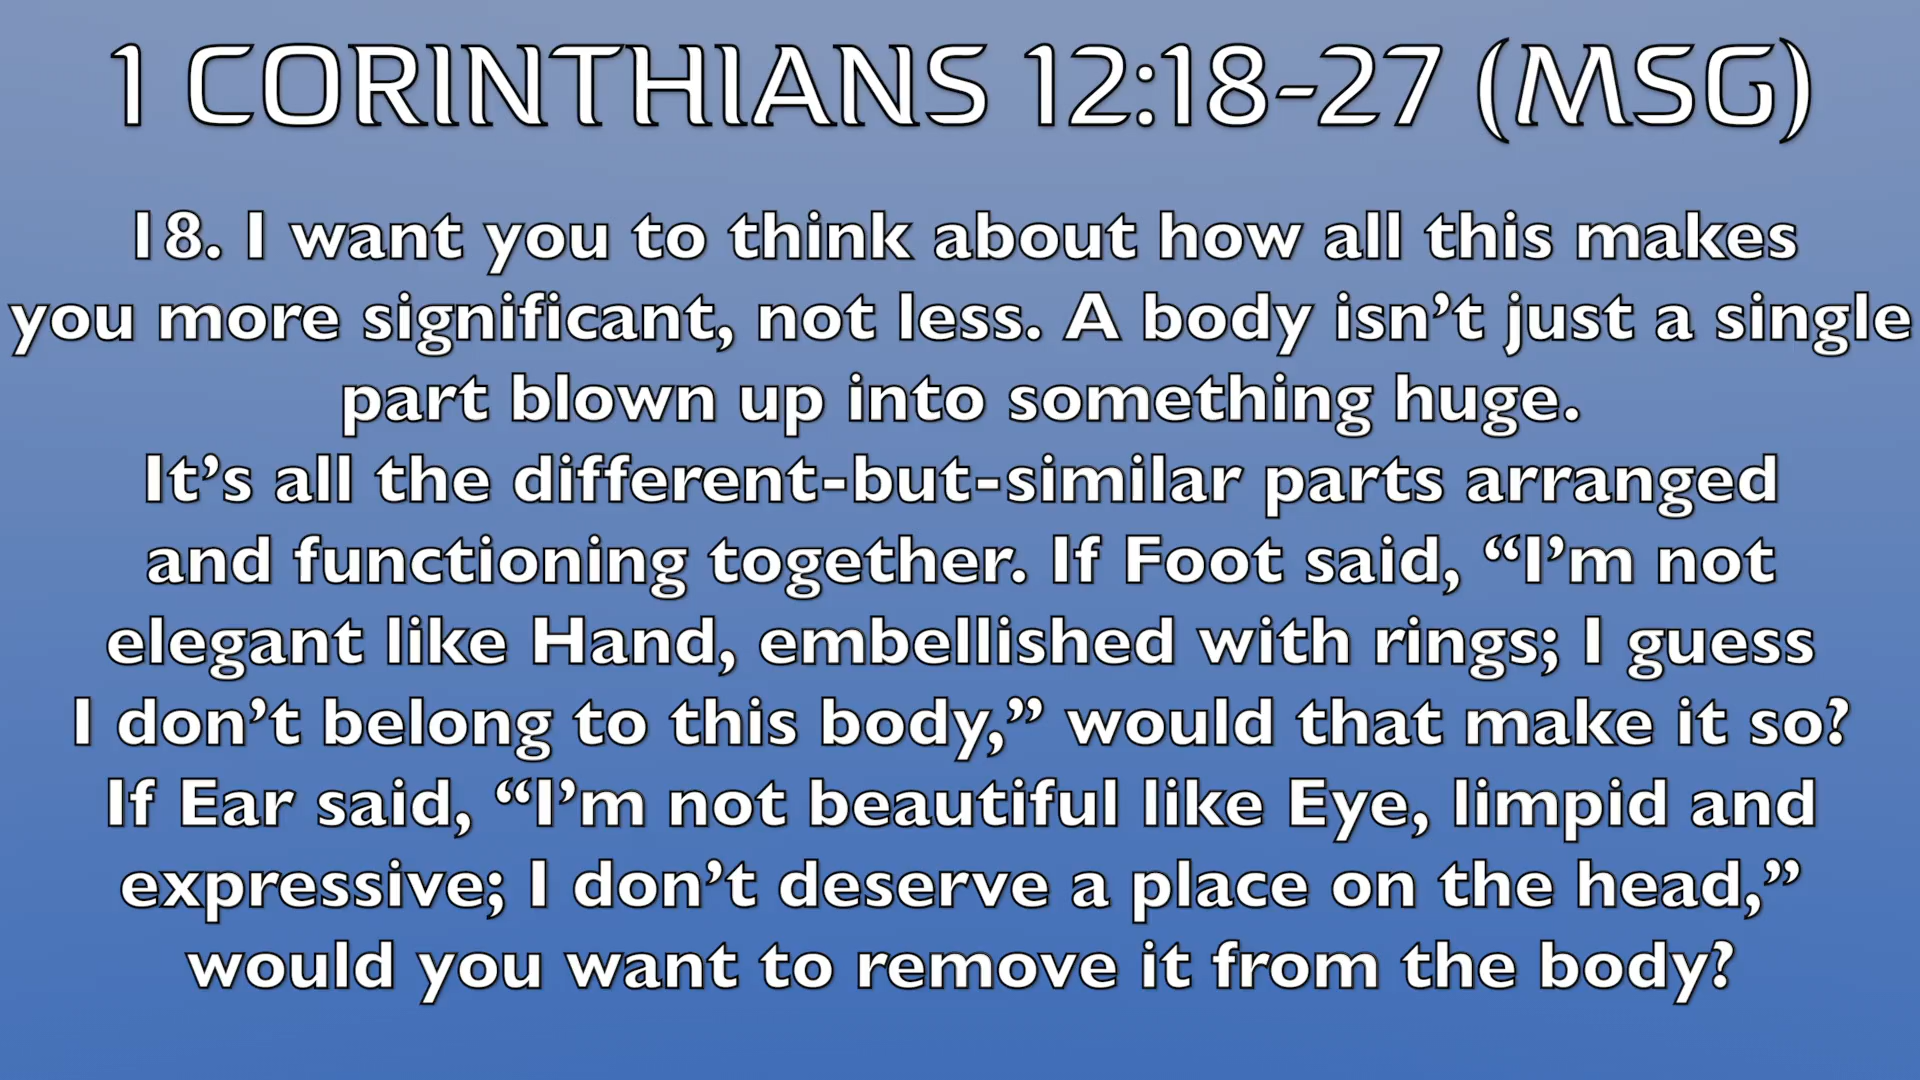 1 CORINTHIANS 12:18-27 (MSG)
18. I want you to think about how all this makes
you more significant, not less. A body isn’t just a single
part blown up into something huge.
It’s all the different-but-similar parts arranged
and functioning together. If Foot said, “I’m not
elegant like Hand, embellished with rings; I guess
I don’t belong to this body,” would that make it so?
If Ear said, “I’m not beautiful like Eye, limpid and
expressive; I don’t deserve a place on the head,”
would you want to remove it from the body?